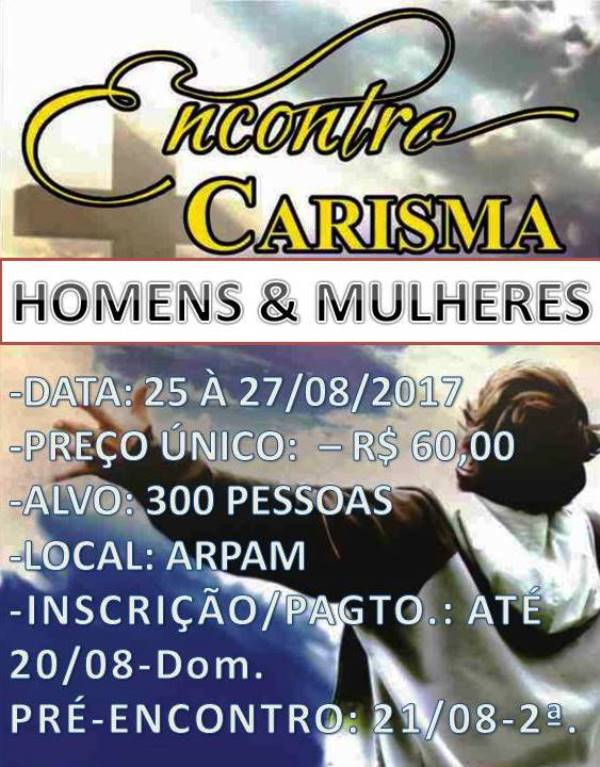 Encontro
CARISMA
HOMENS & MULHERES
-DATA: 25 À 27/08/2017
-PREÇO ÚNICO: – R$ 60,00
-ALVO: 300 PESSOAS
-LOCAL: ARPAM
-INSCRIÇÃO/PAGTO.: ATÉ
20/08-Dom.
PRÉ-ENCONTRO: 21/08-2ª.